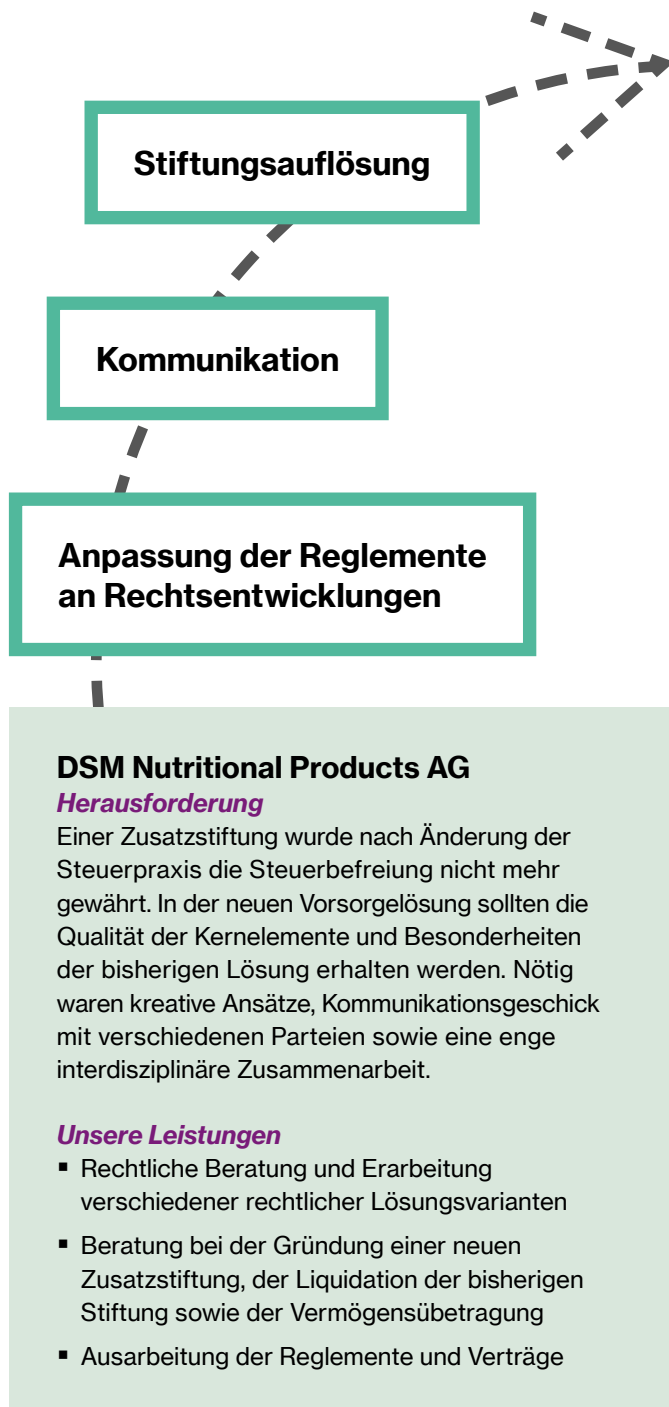 Stiftungsauflösung
Kommunikation
Anpassung der Reglemente
an Rechtsentwicklungen
DSM Nutritional Products AG
Herausforderung
Einer Zusatzstiftung wurde nach Änderung der
Steuerpraxis die Steuerbefreiung nicht mehr
gewährt. In der neuen Vorsorgelösung sollten die
Qualität der Kernelemente und Besonderheiten
der bisherigen Lösung erhalten werden. Nötig
waren kreative Ansätze, Kommunikationsgeschick
mit verschiedenen Parteien sowie eine enge
interdisziplinäre Zusammenarbeit.
Unsere Leistungen
▪ Rechtliche Beratung und Erarbeitung
verschiedener rechtlicher Lösungsvarianten
▪ Beratung bei der Gründung einer neuen
Zusatzstiftung, der Liquidation der bisherigen
Stiftung sowie der Vermögensübetragung
▪ Ausarbeitung der Reglemente und Verträge